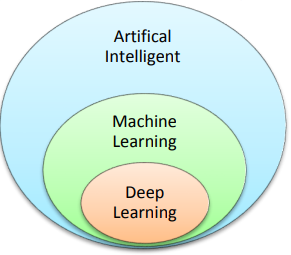 Artifical
Intelligent
Machine
Learning
Deep
Learning